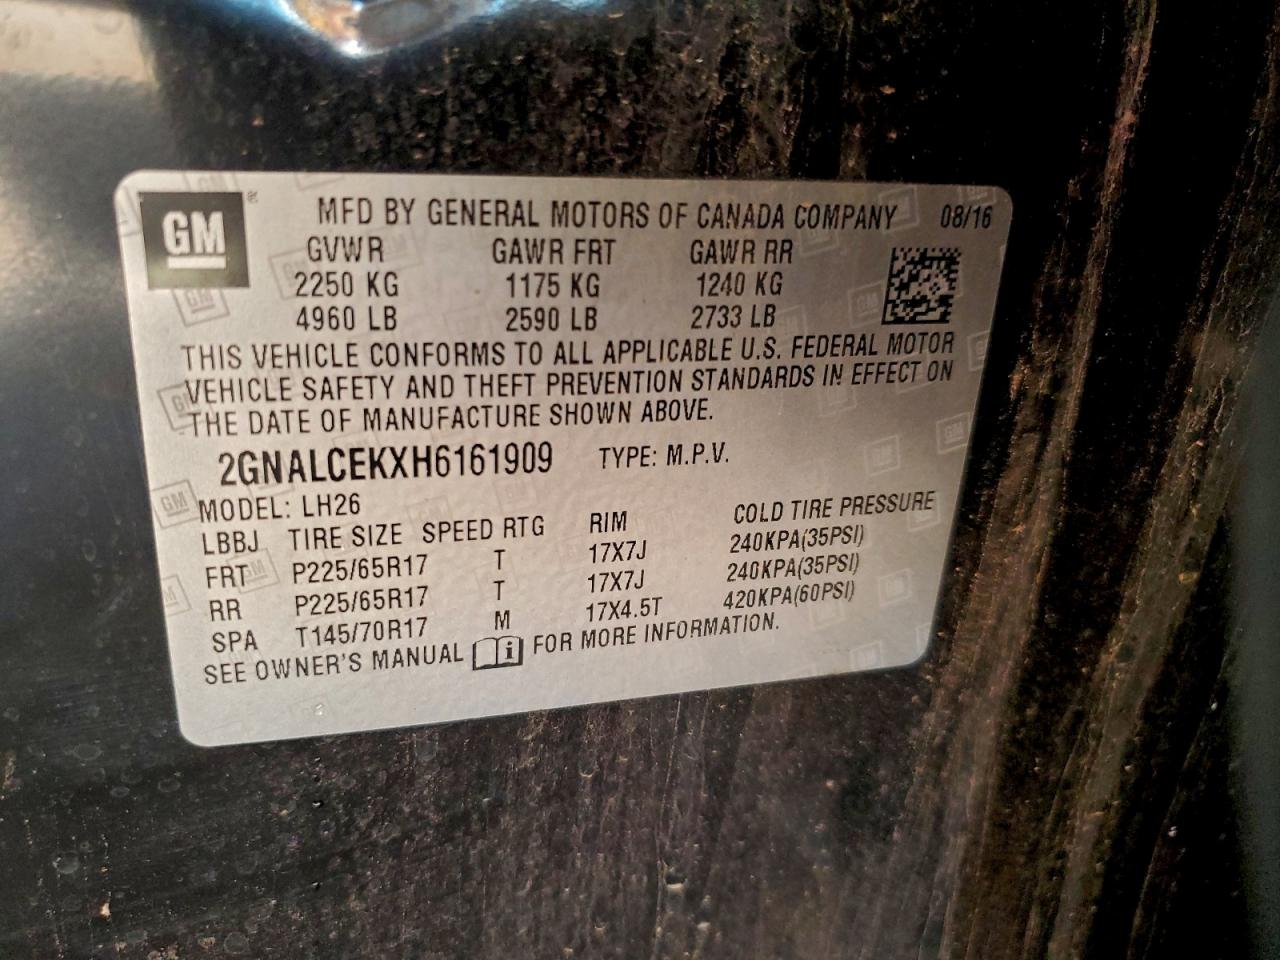 GM ® MFD BY GENERAL MOTORS OF CANADA COMPANY 08/16
GVWR GAWR FRT GAWR RR
2250 KG 1175 KG 1240 KG
4960 LB 2590 LB 2733 LB
THIS VEHICLE CONFORMS TO ALL APPLICABLE U.S. FEDERAL MOTOR
VEHICLE SAFETY AND THEFT PREVENTION STANDARDS IN EFFECT ON
THE DATE OF MANUFACTURE SHOWN ABOVE.
2GNALCEKXH6161909 TYPE: M.P.V.
MODEL: LH26
LBBJ TIRE SIZE SPEED RTG RIM COLD TIRE PRESSURE
FRT P225/65R17 T 17X7J 240KPA(35PSI)
RR P225/65R17 T 17X7J 240KPA(35PSI)
SPA T145/70R17 M 17X4.5T 420KPA(60PSI)
SEE OWNER'S MANUAL i FOR MORE INFORMATION.